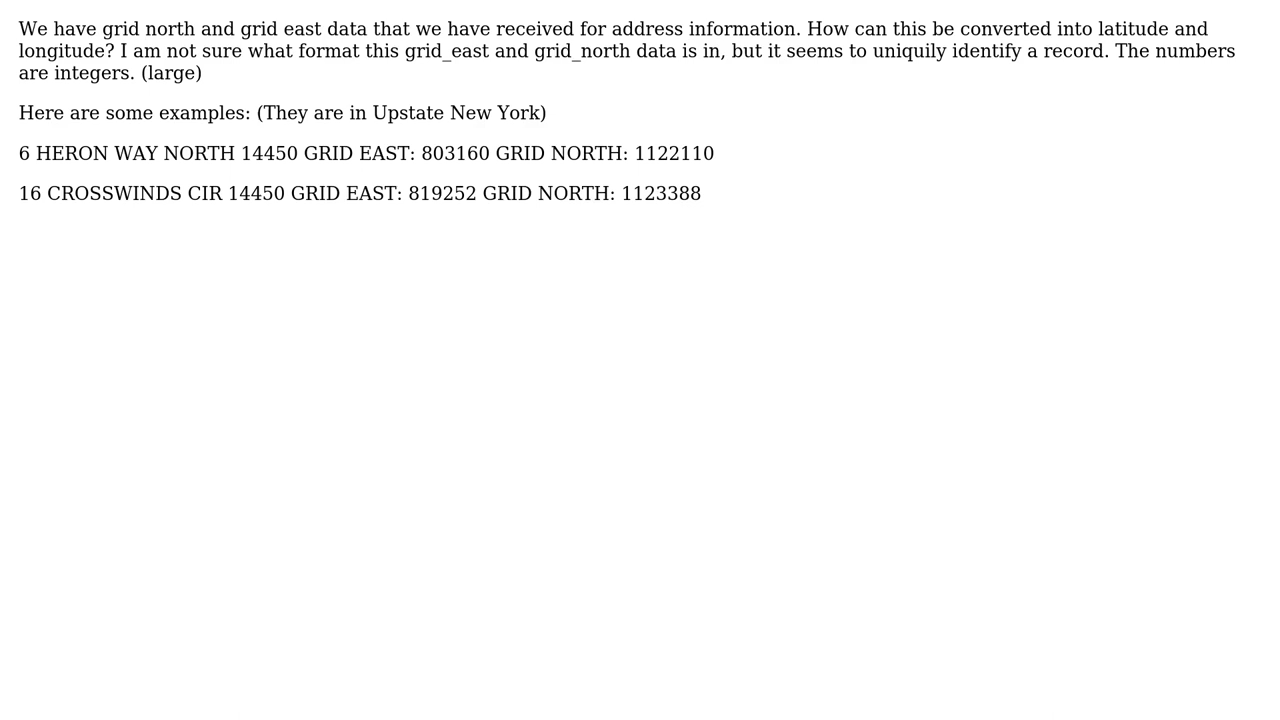 We have grid north and grid east data that we have received for address information. How can this be converted into latitude and
longitude? I am not sure what format this grid_east and grid_north data is in, but it seems to uniquily identify a record. The numbers
are integers. (large)
Here are some examples: (They are in Upstate New York)
6 HERON WAY NORTH 14450 GRID EAST: 803160 GRID NORTH: 1122110
16 CROSSWINDS CIR 14450 GRID EAST: 819252 GRID NORTH: 1123388